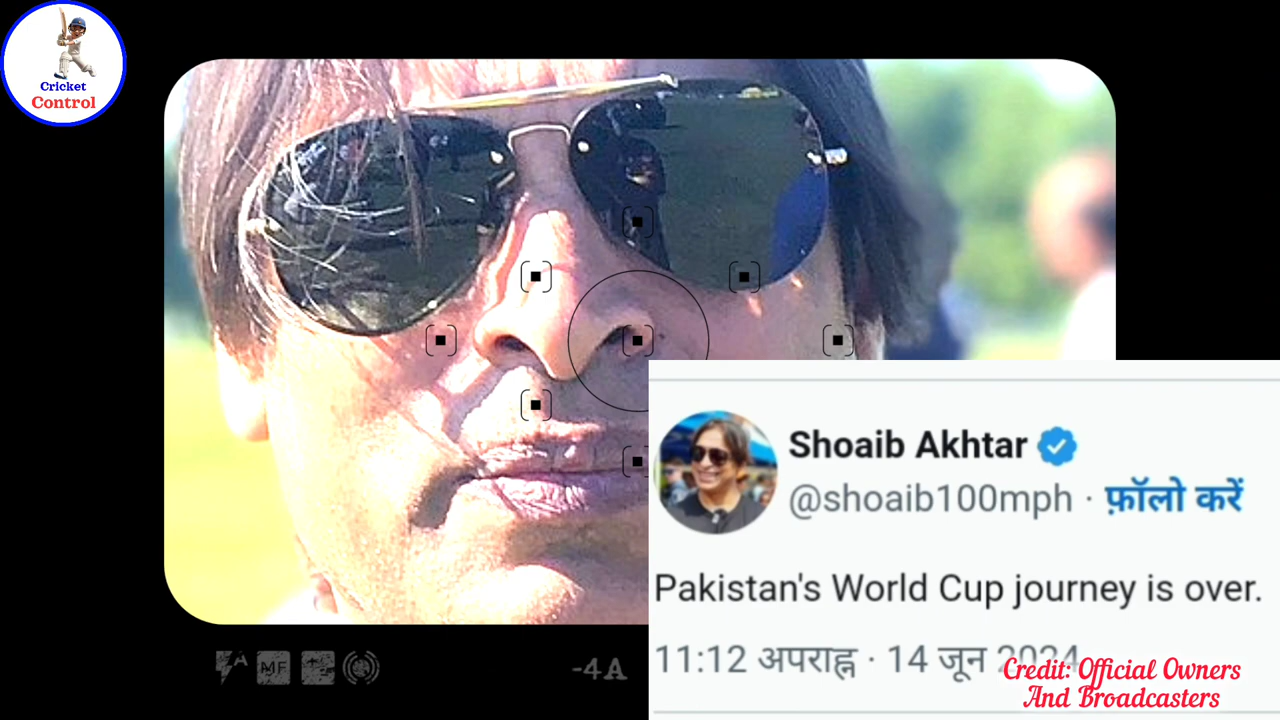 Cricket
Control
Shoaib Akhtar
@shoaib100mph · फ़ॉलो करें
Pakistan's World Cup journey is over.
11:12 अपराह्न · 14 जून 2024
Credit: Official Owners
And Broadcasters
A
MF
-4A